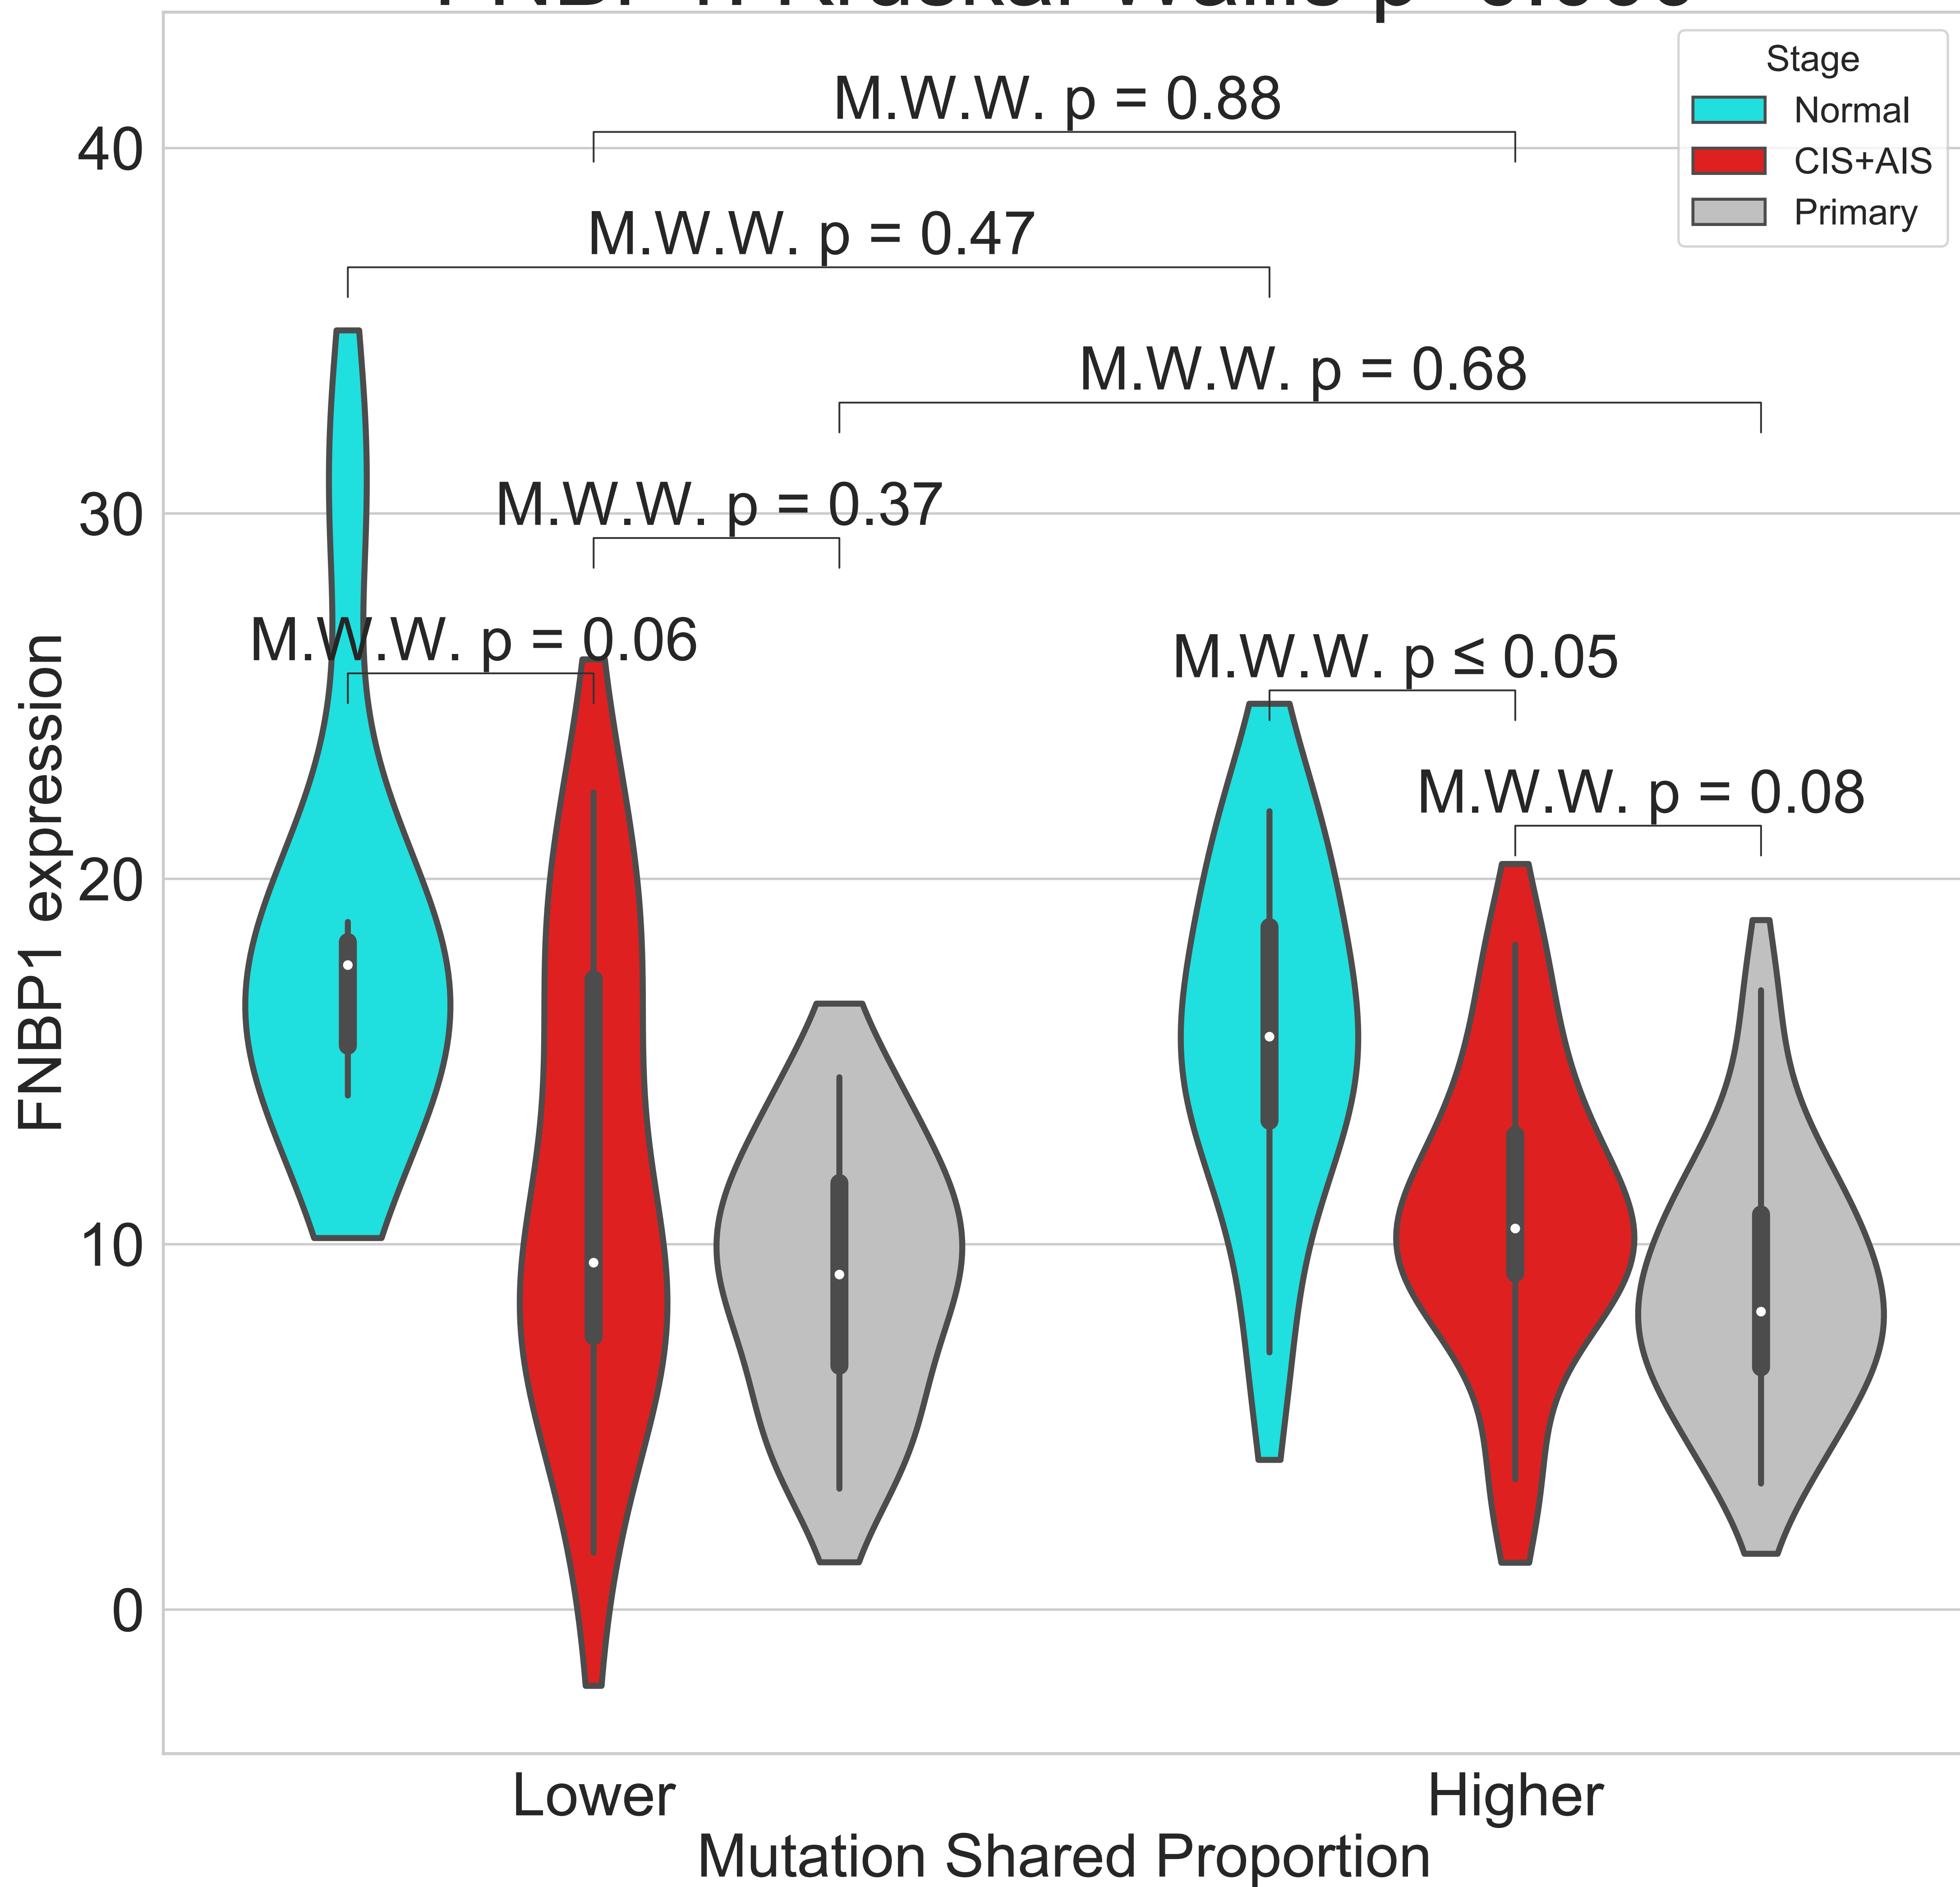 Stage
Normal
CIS+AIS
Primary
M.W.W. p = 0.88
M.W.W. p = 0.47
M.W.W. p = 0.68
M.W.W. p = 0.37
M.W.W. p = 0.06
M.W.W. p ≤ 0.05
M.W.W. p = 0.08
40
30
20
10
0
FNBP1 expression
Lower
Higher
Mutation Shared Proportion